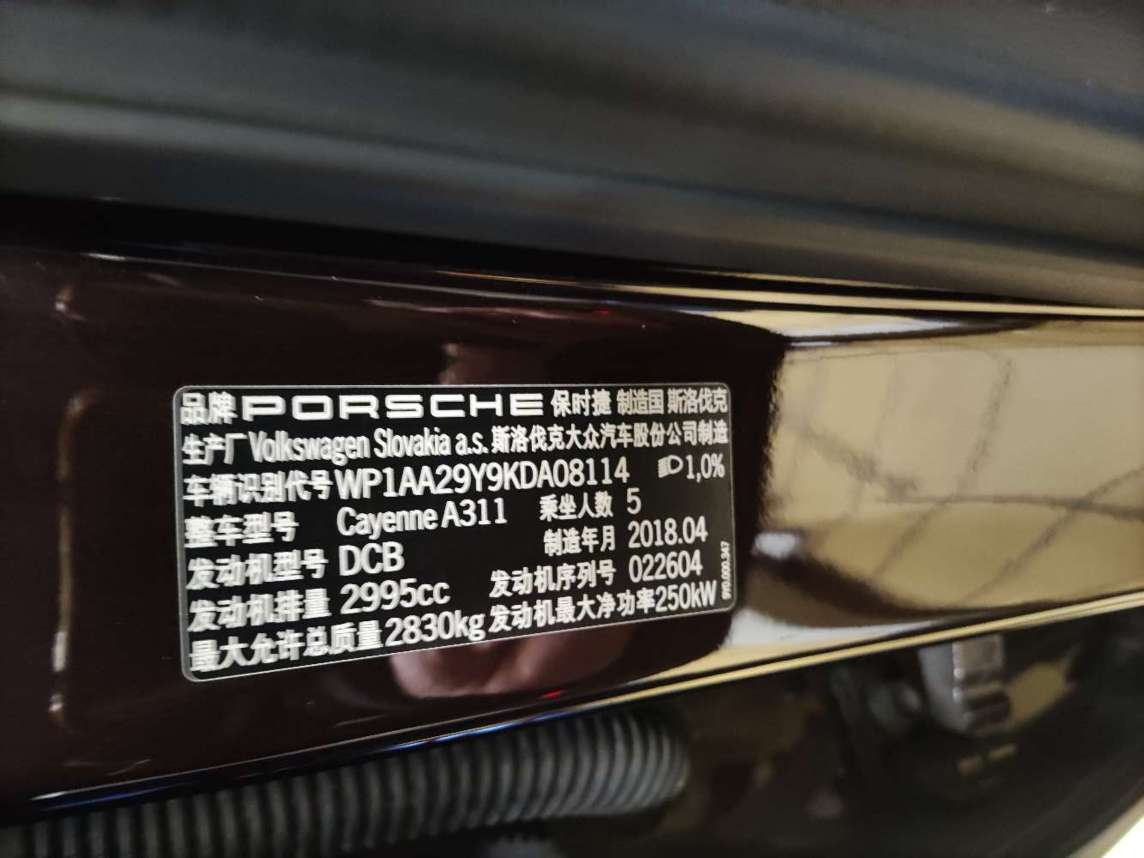 品牌 PORSCHE 保时捷 制造国 斯洛伐克
生产厂 Volkswagen Slovakia a.s. 斯洛伐克大众汽车股份公司制造
车辆识别代号 WP1AA29Y9KDA08114 1,0%
整车型号 Cayenne A311 乘坐人数 5
发动机型号 DCB 制造年月 2018.04
发动机排量 2995cc 发动机序列号 022604
最大允许总质量 2830kg 发动机最大净功率 250kW